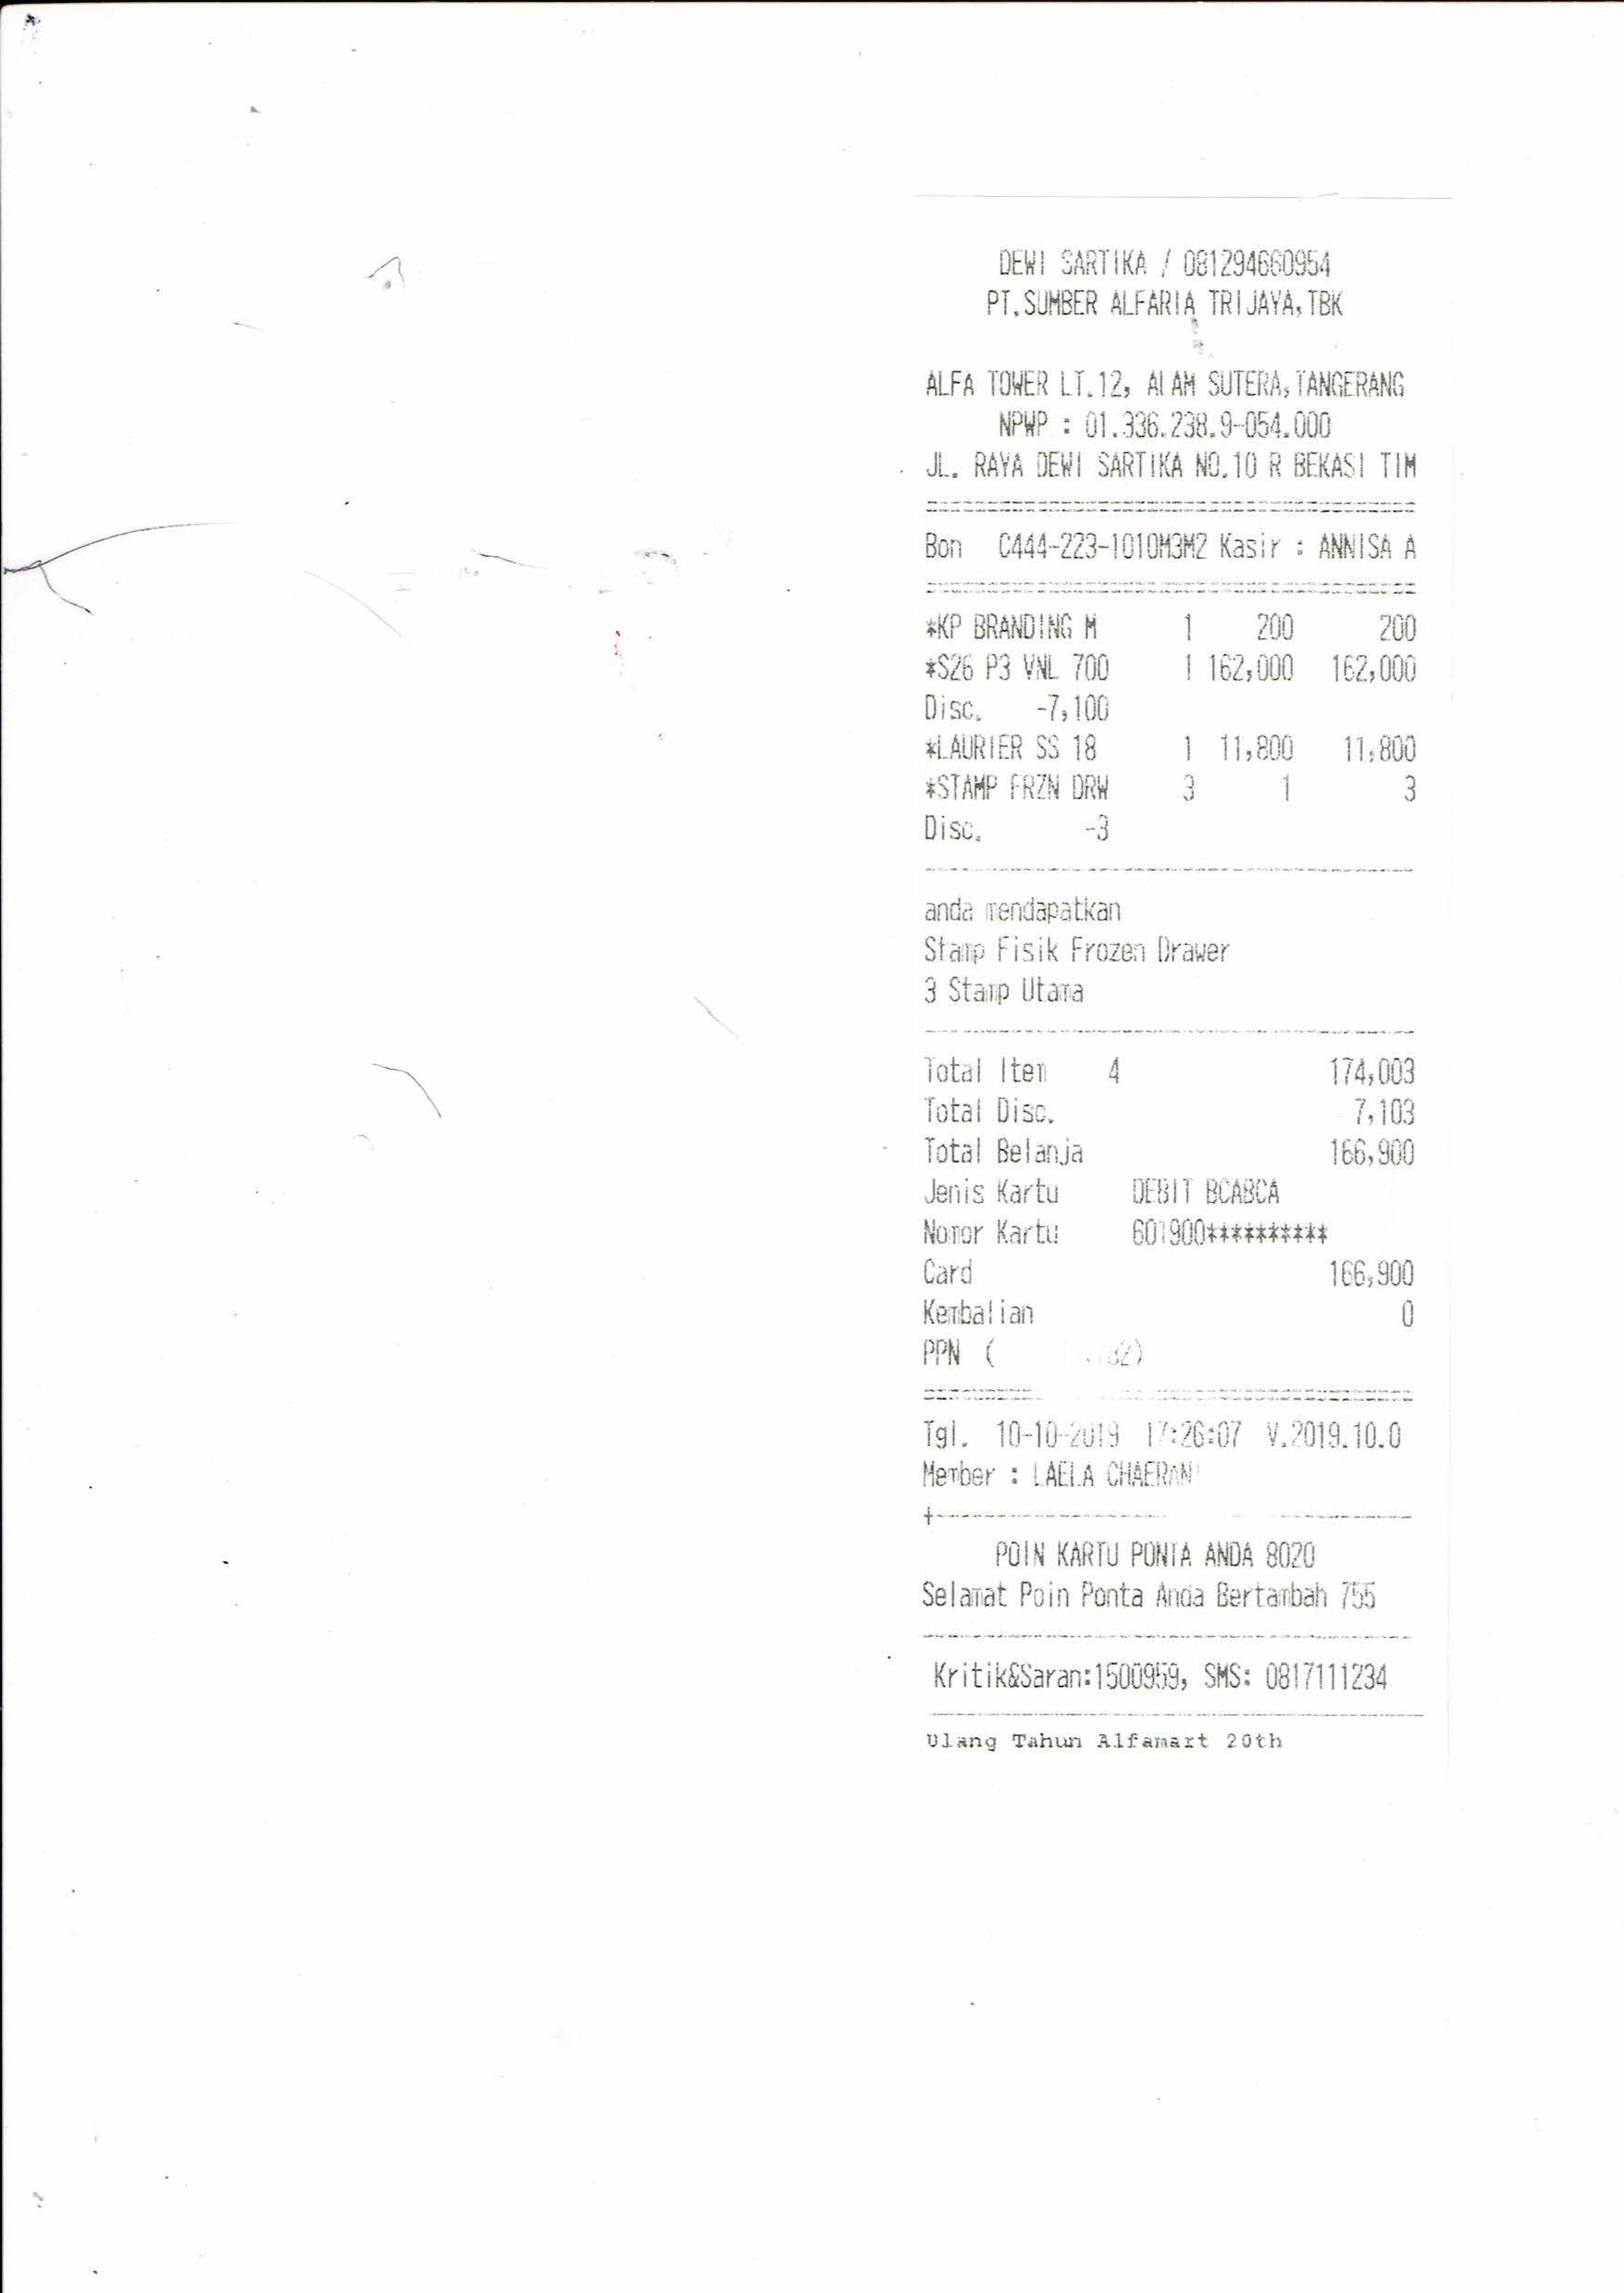 DEWI SARTIKA / 081294660954
PT.SUMBER ALFARIA TRIJAYA,TBK
ALFA TOWER LT.12, ALAM SUTERA,TANGERANG
NPWP : 01.336.238.9-054.000
JL. RAYA DEWI SARTIKA NO.10 R BEKASI TIM
Bon C444-223-1010M3M2 Kasir : ANNISA A
*KP BRANDING M 1 200 200
*S26 P3 VNL 700 1 162,000 162,000
Disc. -7,100
*LAURIER SS 18 1 11,800 11,800
*STAMP FRZN DRW 3 1 3
Disc. -3
anda mendapatkan
Stamp Fisik Frozen Drawer
3 Stamp Utama
Total Item 4 174,003
Total Disc. 7,103
Total Belanja 166,900
Jenis Kartu DEBIT BCABCA
Nomor Kartu 601900**********
Card 166,900
Kembalian 0
PPN (
Tgl. 10-10-2019 17:26:07 V.2019.10.0
Member : LAELA CHAERANI
POIN KARTU PONTA ANDA 8020
Selamat Poin Ponta Anda Bertambah 755
Kritik&Saran:1500959, SMS: 0817111234
Ulang Tahun Alfamart 20th